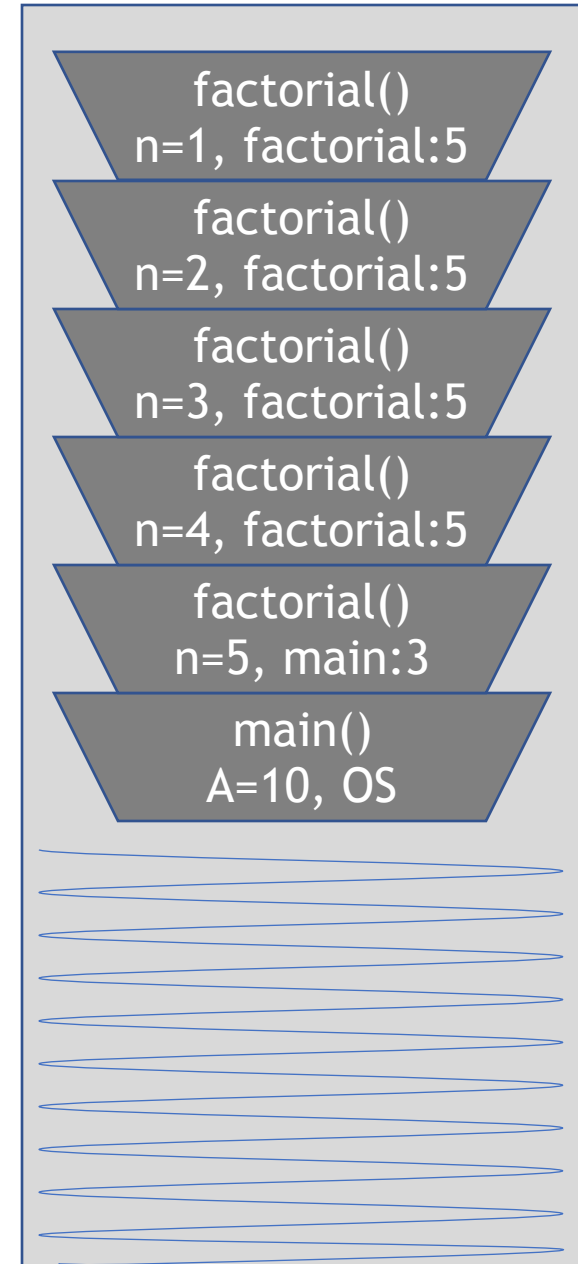 factorial()
n=1, factorial:5
factorial()
n=2, factorial:5
factorial()
n=3, factorial:5
factorial()
n=4, factorial:5
factorial()
n=5, main:3
main()
A=10, OS